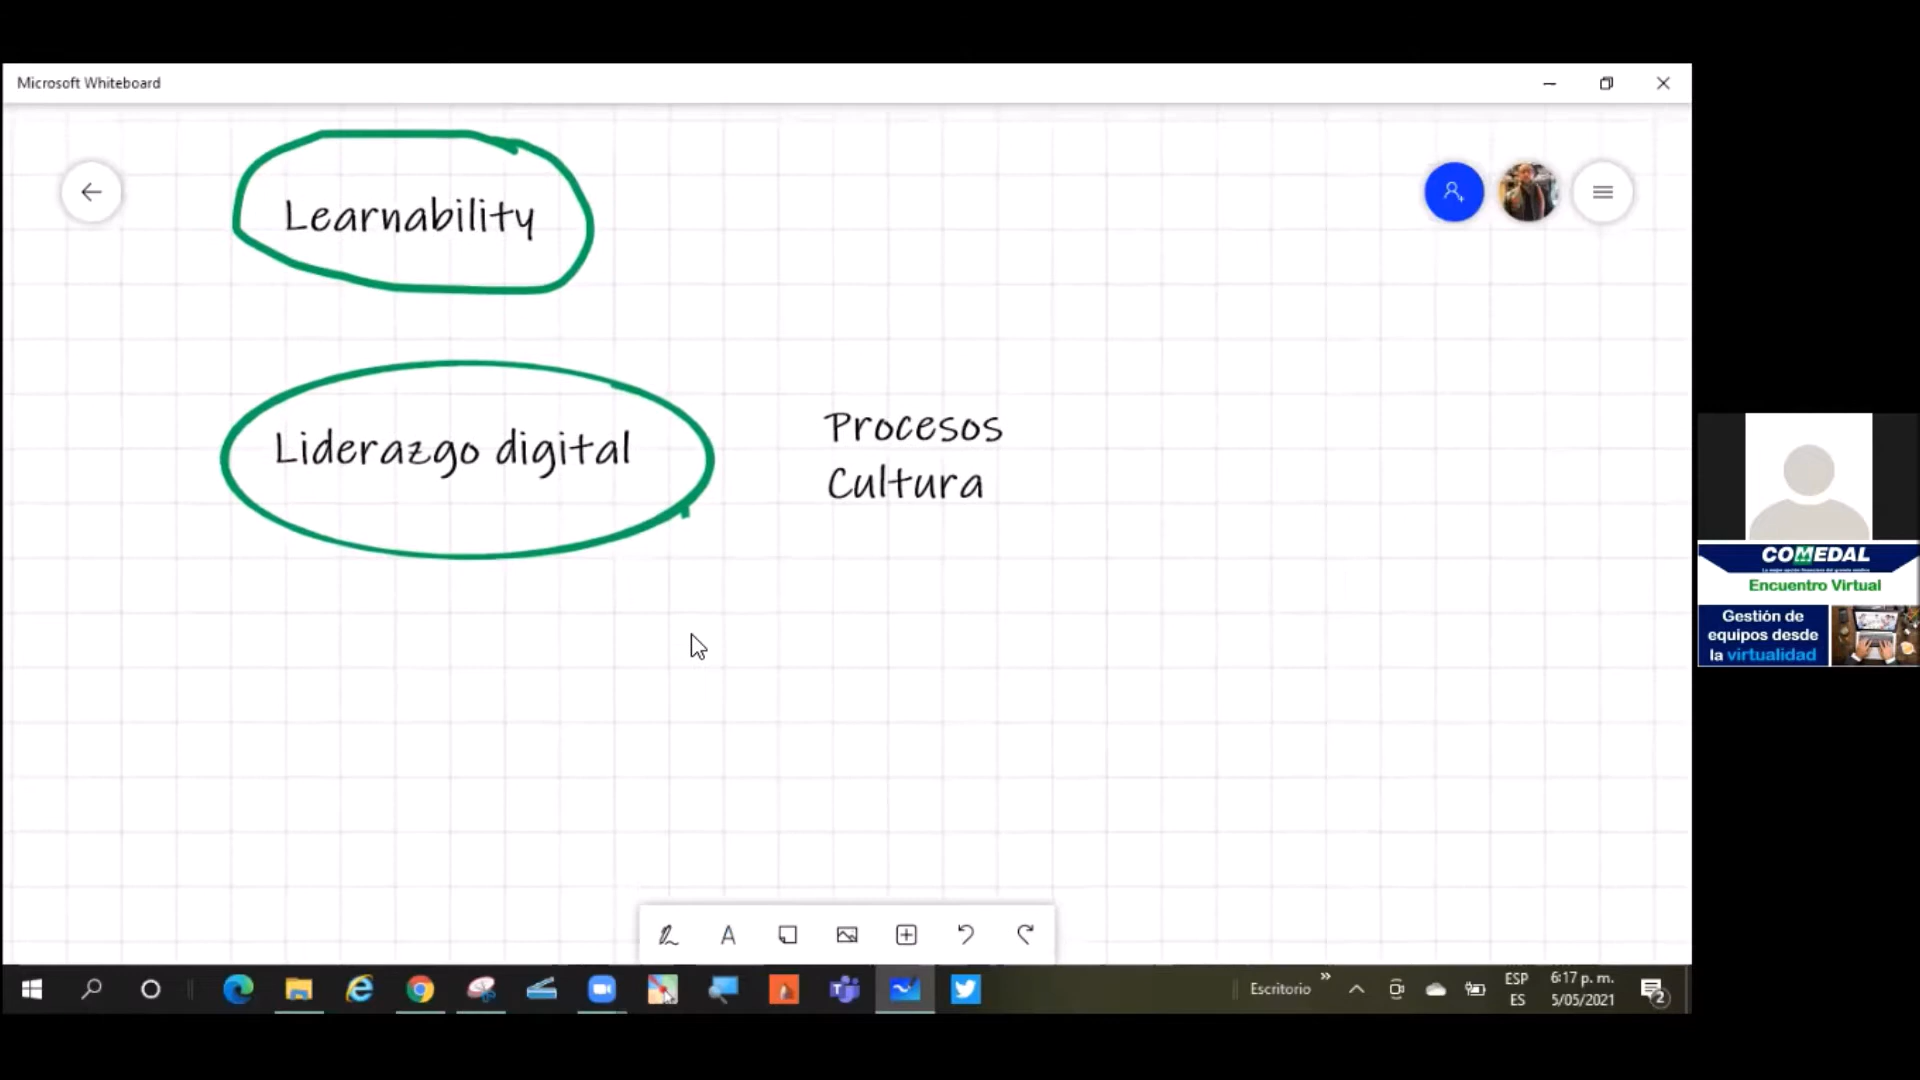 Microsoft Whiteboard
Learnability
Liderazgo digital
Procesos
Cultura
COMEDAL
Encuentro Virtual
Gestión de
equipos desde
la virtualidad
Escritorio
ESP
ES
6:17 p. m.
5/05/2021
2